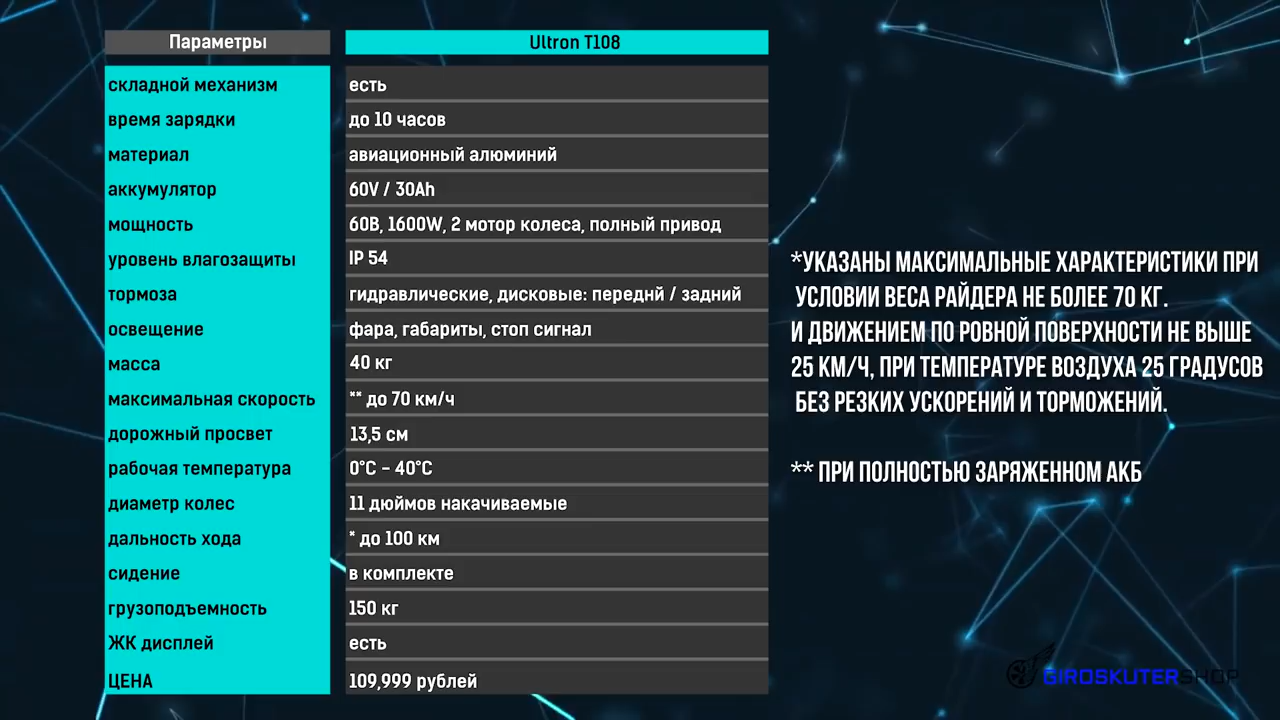 Параметры
Ultron T108
складной механизм
есть
время зарядки
до 10 часов
материал
авиационный алюминий
аккумулятор
60V / 30Ah
мощность
60В, 1600W, 2 мотор колеса, полный привод
уровень влагозащиты
IP 54
тормоза
гидравлические, дисковые: переднй / задний
освещение
фара, габариты, стоп сигнал
масса
40 кг
максимальная скорость
** до 70 км/ч
дорожный просвет
13,5 см
рабочая температура
0°C – 40°C
диаметр колес
11 дюймов накачиваемые
дальность хода
* до 100 км
сидение
в комплекте
грузоподъемность
150 кг
ЖК дисплей
есть
ЦЕНА
109,999 рублей
*УКАЗАНЫ МАКСИМАЛЬНЫЕ ХАРАКТЕРИСТИКИ ПРИ
УСЛОВИИ ВЕСА РАЙДЕРА НЕ БОЛЕЕ 70 КГ.
И ДВИЖЕНИЕМ ПО РОВНОЙ ПОВЕРХНОСТИ НЕ ВЫШЕ
25 КМ/Ч, ПРИ ТЕМПЕРАТУРЕ ВОЗДУХА 25 ГРАДУСОВ
БЕЗ РЕЗКИХ УСКОРЕНИЙ И ТОРМОЖЕНИЙ.
** ПРИ ПОЛНОСТЬЮ ЗАРЯЖЕННОМ АКБ
GIROSKUTERSHOP